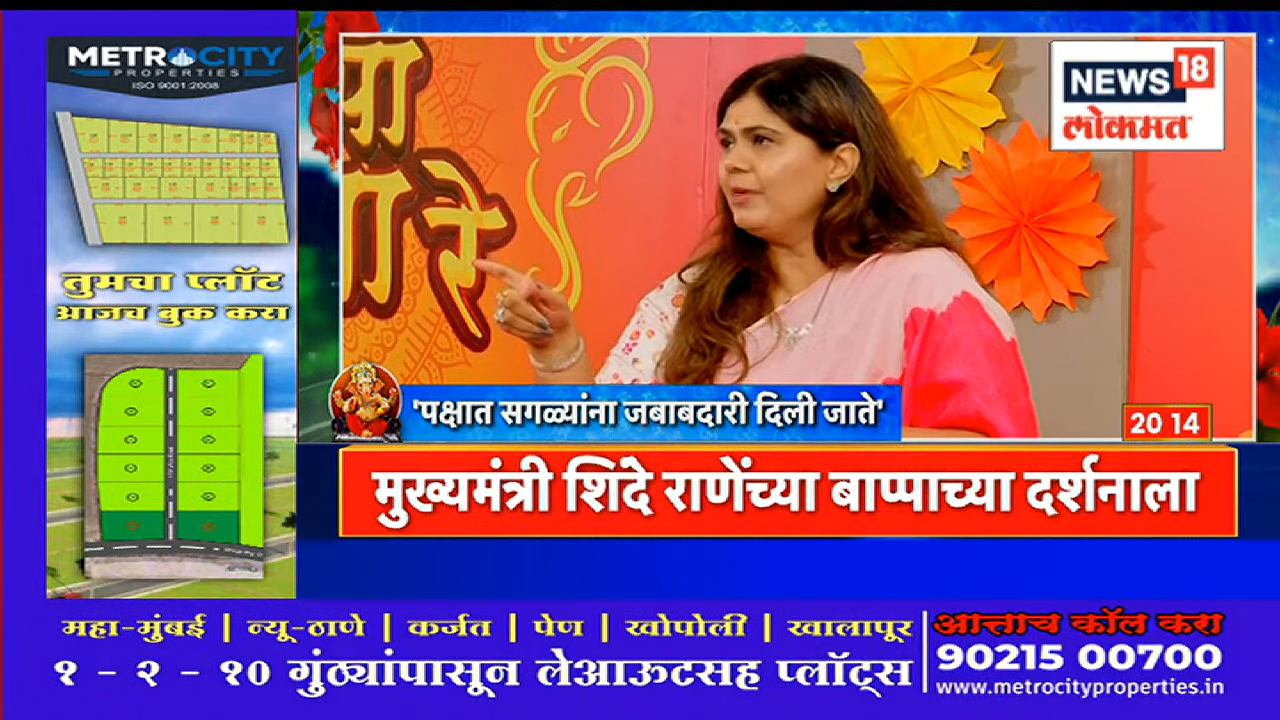 METROCITY
PROPERTIES
ISO 9001:2008
तुमचा प्लॉट
आजच बुक करा
रे
NEWS18
लोकमत
'पक्षात सगळ्यांना जबाबदारी दिली जाते'
20 14
मुख्यमंत्री शिंदे राणेंच्या बाप्पाच्या दर्शनाला
महा-मुंबई | न्यू-ठाणे | कर्जत | पेण | खोपोली | खालापूर
१ - २ - १० गुंठ्यांपासून लेआऊटसह प्लॉट्स
आत्ताच कॉल करा
90215 00700
www.metrocityproperties.in